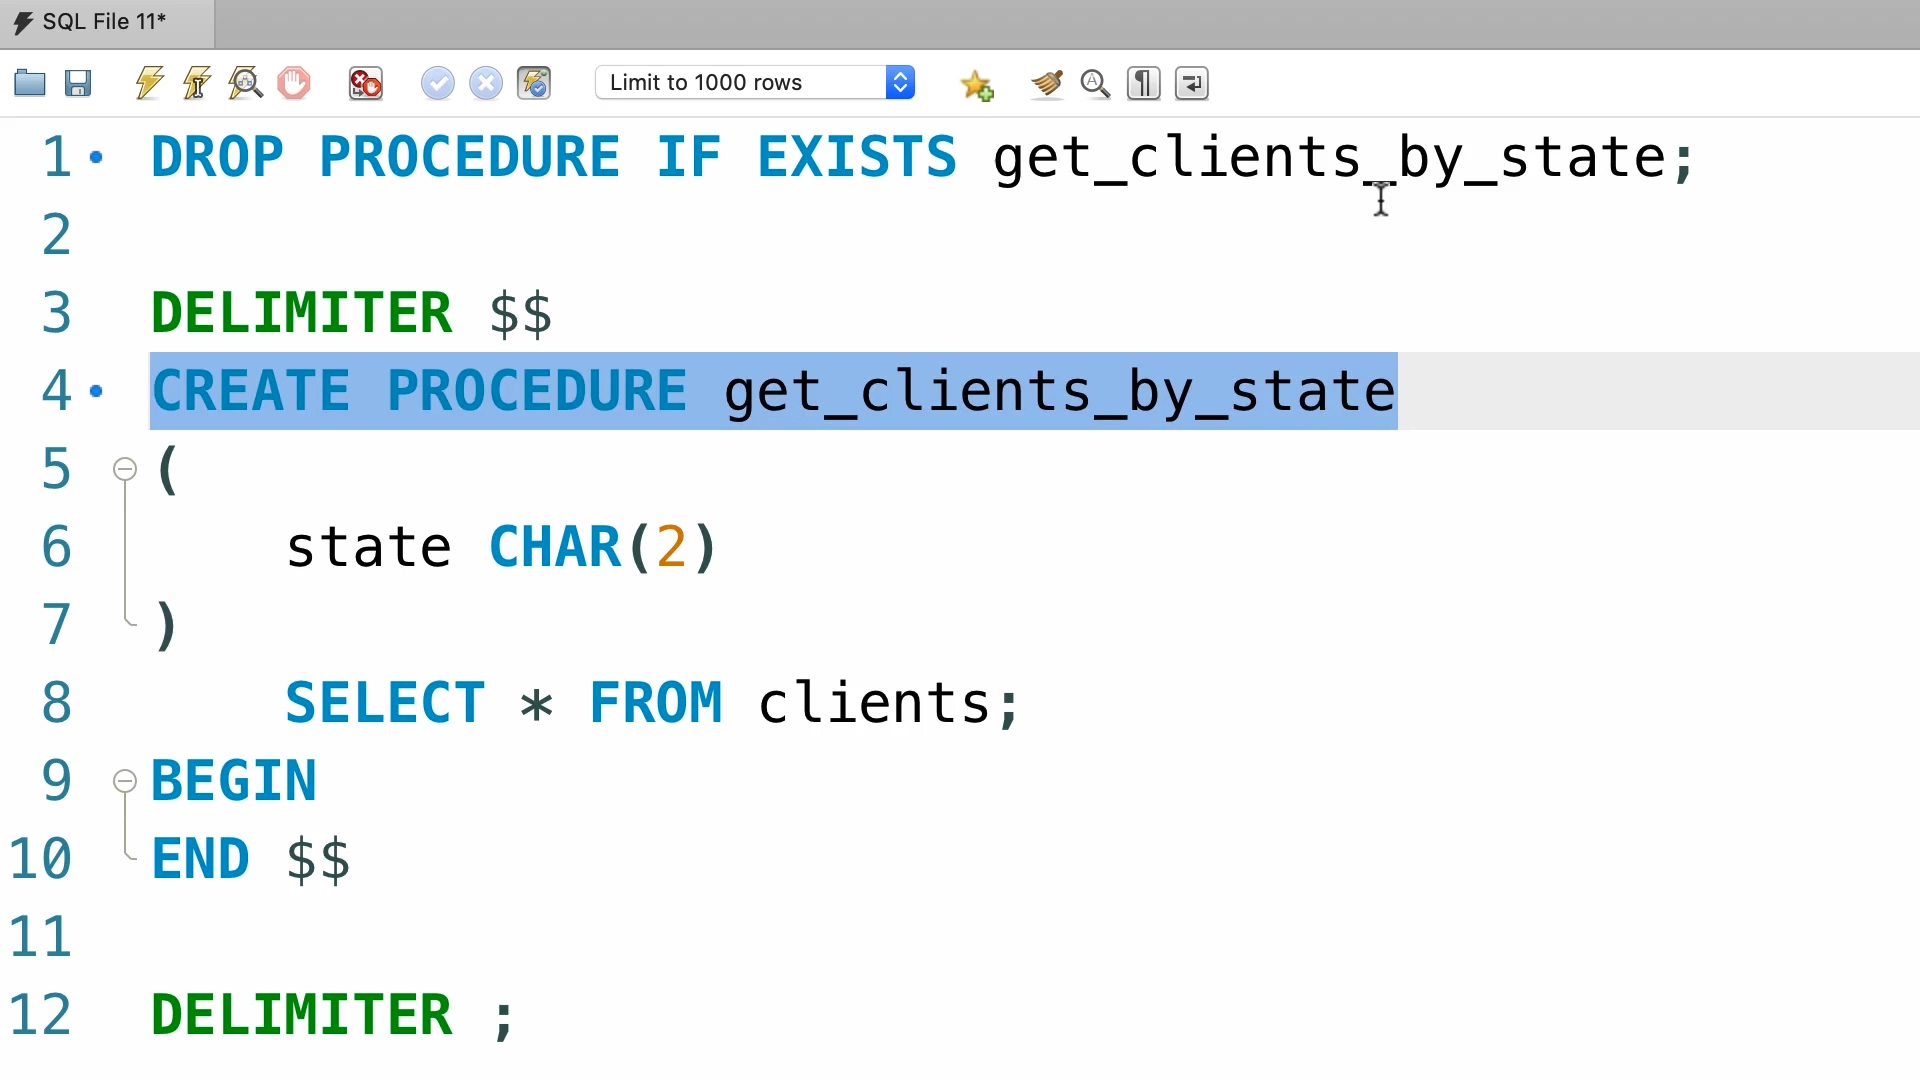 SQL File 11*
Limit to 1000 rows
1 DROP PROCEDURE IF EXISTS get_clients_by_state;
2
3 DELIMITER $$
4 CREATE PROCEDURE get_clients_by_state
5 (
6 state CHAR(2)
7 )
8 SELECT * FROM clients;
9 BEGIN
10 END $$
11
12 DELIMITER ;